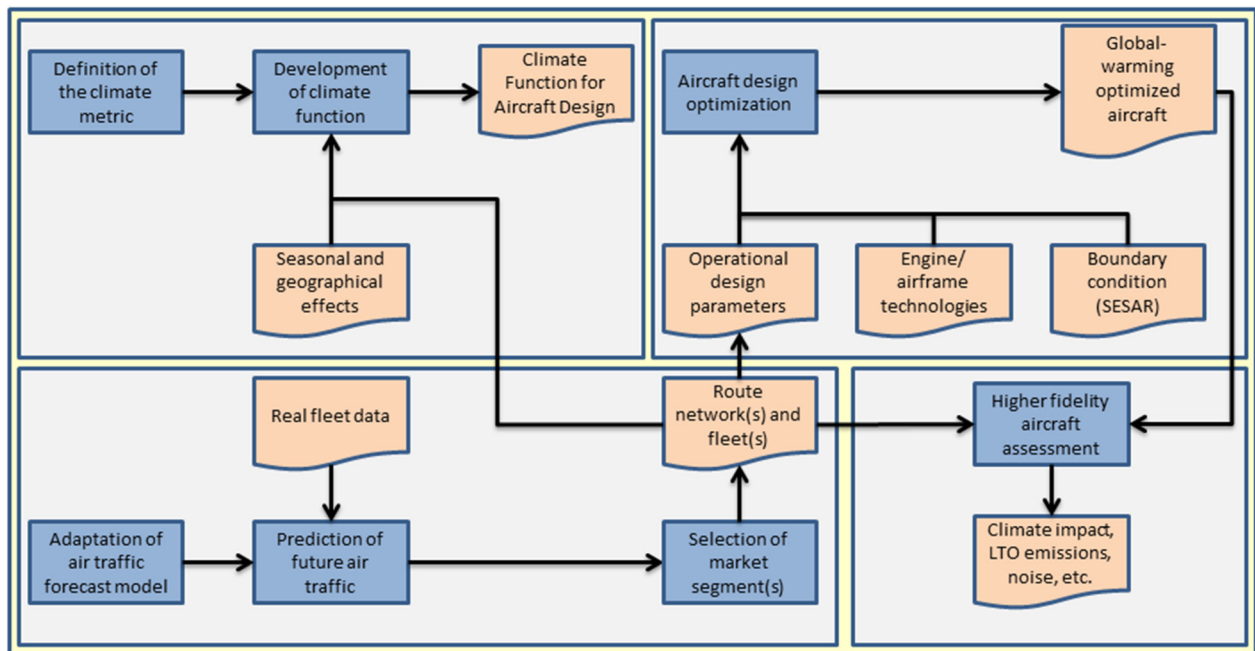 Definition of
the climate
metric
Development
of climate
function
Climate
Function for
Aircraft Design
Seasonal and
geographical
effects
Aircraft design
optimization
Global-
warming
optimized
aircraft
Operational
design
parameters
Engine/
airframe
technologies
Boundary
condition
(SESAR)
Real fleet data
Route
network(s) and
fleet(s)
Adaptation of
air traffic
forecast model
Prediction of
future air
traffic
Selection of
market
segment(s)
Higher fidelity
aircraft
assessment
Climate impact,
LTO emissions,
noise, etc.